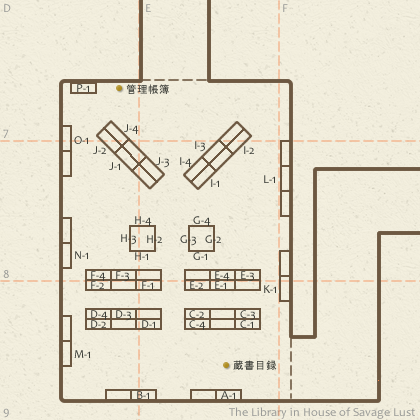 D E F
P-1 管理帳簿
J-4
O-1 I-3 7
J-2 I-2
J-1 J-3 I-4
I-1 L-1
H-4 G-4
H-3 H-2 G-3 G-2
N-1 H-1 G-1
F-4 F-3 E-4 E-3 8
F-2 F-1 E-2 E-1 K-1
D-4 D-3 C-2 C-3
D-2 D-1 C-4 C-1
M-1 蔵書目録
B-1 A-1
9 The Library in House of Savage Lust